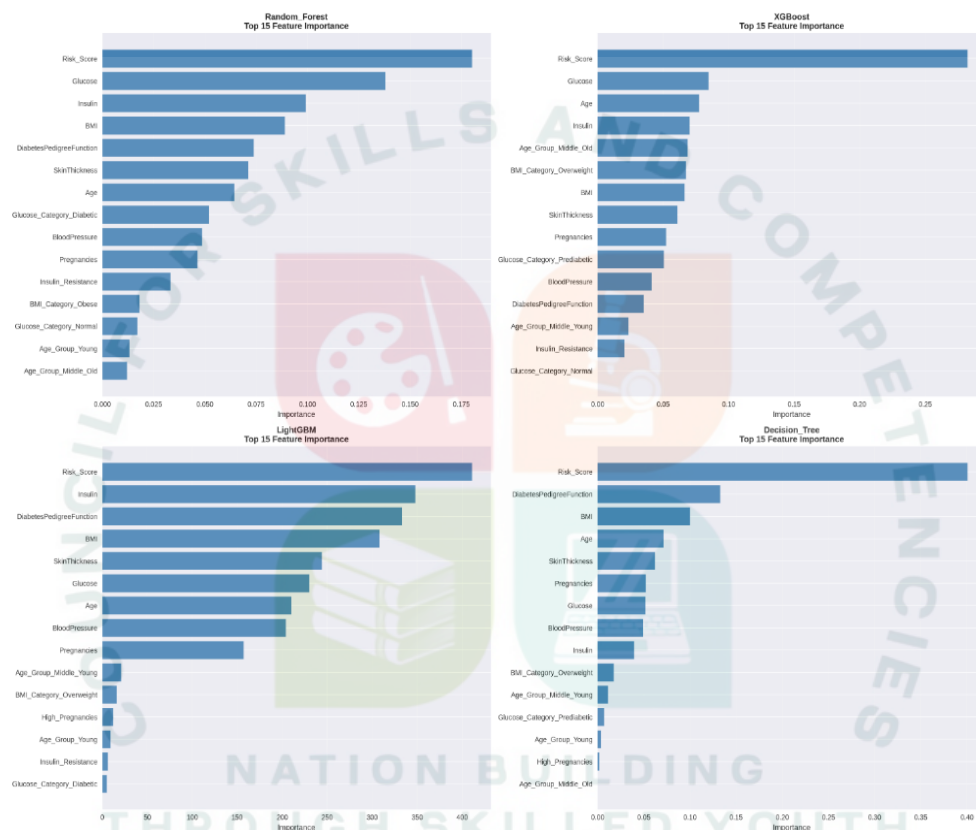 Random_Forest
Top 15 Feature Importance
Risk_Score
Glucose
Insulin
BMI
DiabetesPedigreeFunction
SkinThickness
Age
Glucose_Category_Diabetic
BloodPressure
Pregnancies
Insulin_Resistance
BMI_Category_Obese
Glucose_Category_Normal
Age_Group_Young
Age_Group_Middle_Old
0.000 0.025 0.050 0.075 0.100 0.125 0.150 0.175
Importance
XGBoost
Top 15 Feature Importance
Risk_Score
Glucose
Age
Insulin
Age_Group_Middle_Old
BMI_Category_Overweight
BMI
SkinThickness
Pregnancies
Glucose_Category_Prediabetic
BloodPressure
DiabetesPedigreeFunction
Age_Group_Middle_Young
Insulin_Resistance
Glucose_Category_Normal
0.00 0.05 0.10 0.15 0.20 0.25
Importance
LightGBM
Top 15 Feature Importance
Risk_Score
Insulin
DiabetesPedigreeFunction
BMI
SkinThickness
Glucose
Age
BloodPressure
Pregnancies
Age_Group_Middle_Young
BMI_Category_Overweight
High_Pregnancies
Age_Group_Young
Insulin_Resistance
Glucose_Category_Diabetic
0 50 100 150 200 250 300 350 400
Importance
Decision_Tree
Top 15 Feature Importance
Risk_Score
DiabetesPedigreeFunction
BMI
Age
SkinThickness
Pregnancies
Glucose
BloodPressure
Insulin
BMI_Category_Overweight
Age_Group_Middle_Young
Glucose_Category_Prediabetic
Age_Group_Young
High_Pregnancies
Age_Group_Middle_Old
0.00 0.05 0.10 0.15 0.20 0.25 0.30 0.35 0.40
Importance
COUNCIL FOR SKILLS AND COMPETENCIES
NATION BUILDING
THROUGH SKILLED YOUTH